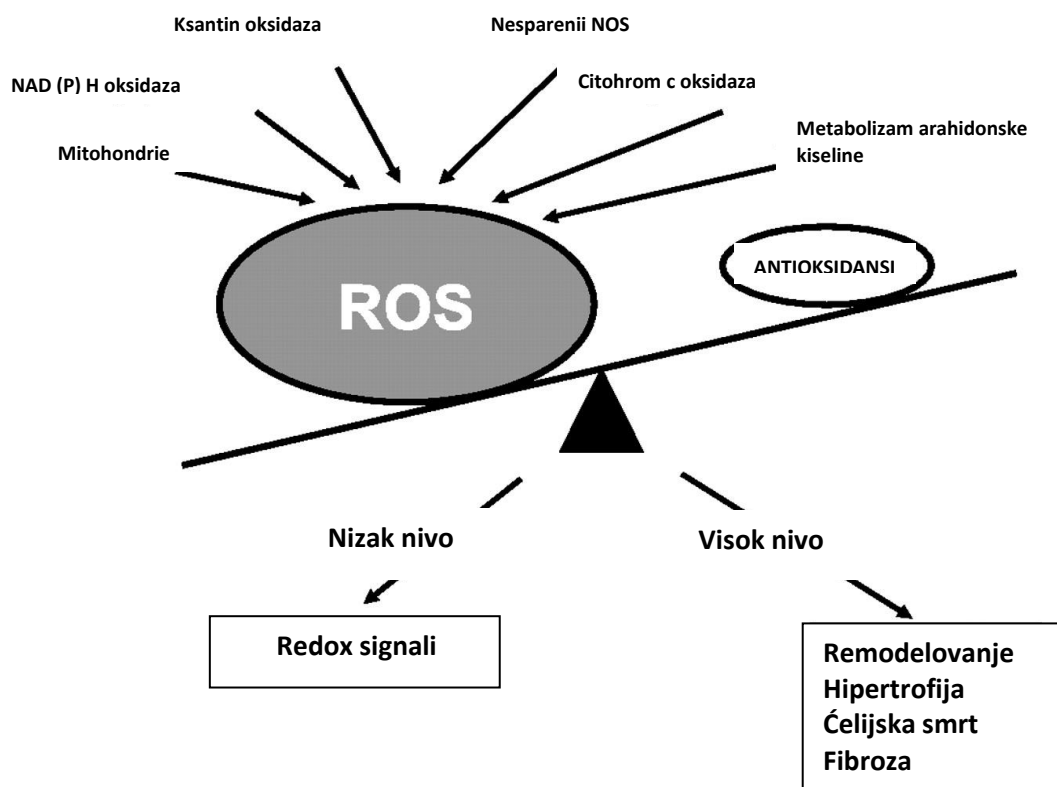 Ksantin oksidaza
Nesparenii NOS
NAD (P) H oksidaza
Citohrom c oksidaza
Mitohondrie
Metabolizam arahidonske
kiseline
ROS
ANTIOKSIDANSI
Nizak nivo
Visok nivo
Redox signali
Remodelovanje
Hipertrofija
Ćelijska smrt
Fibroza